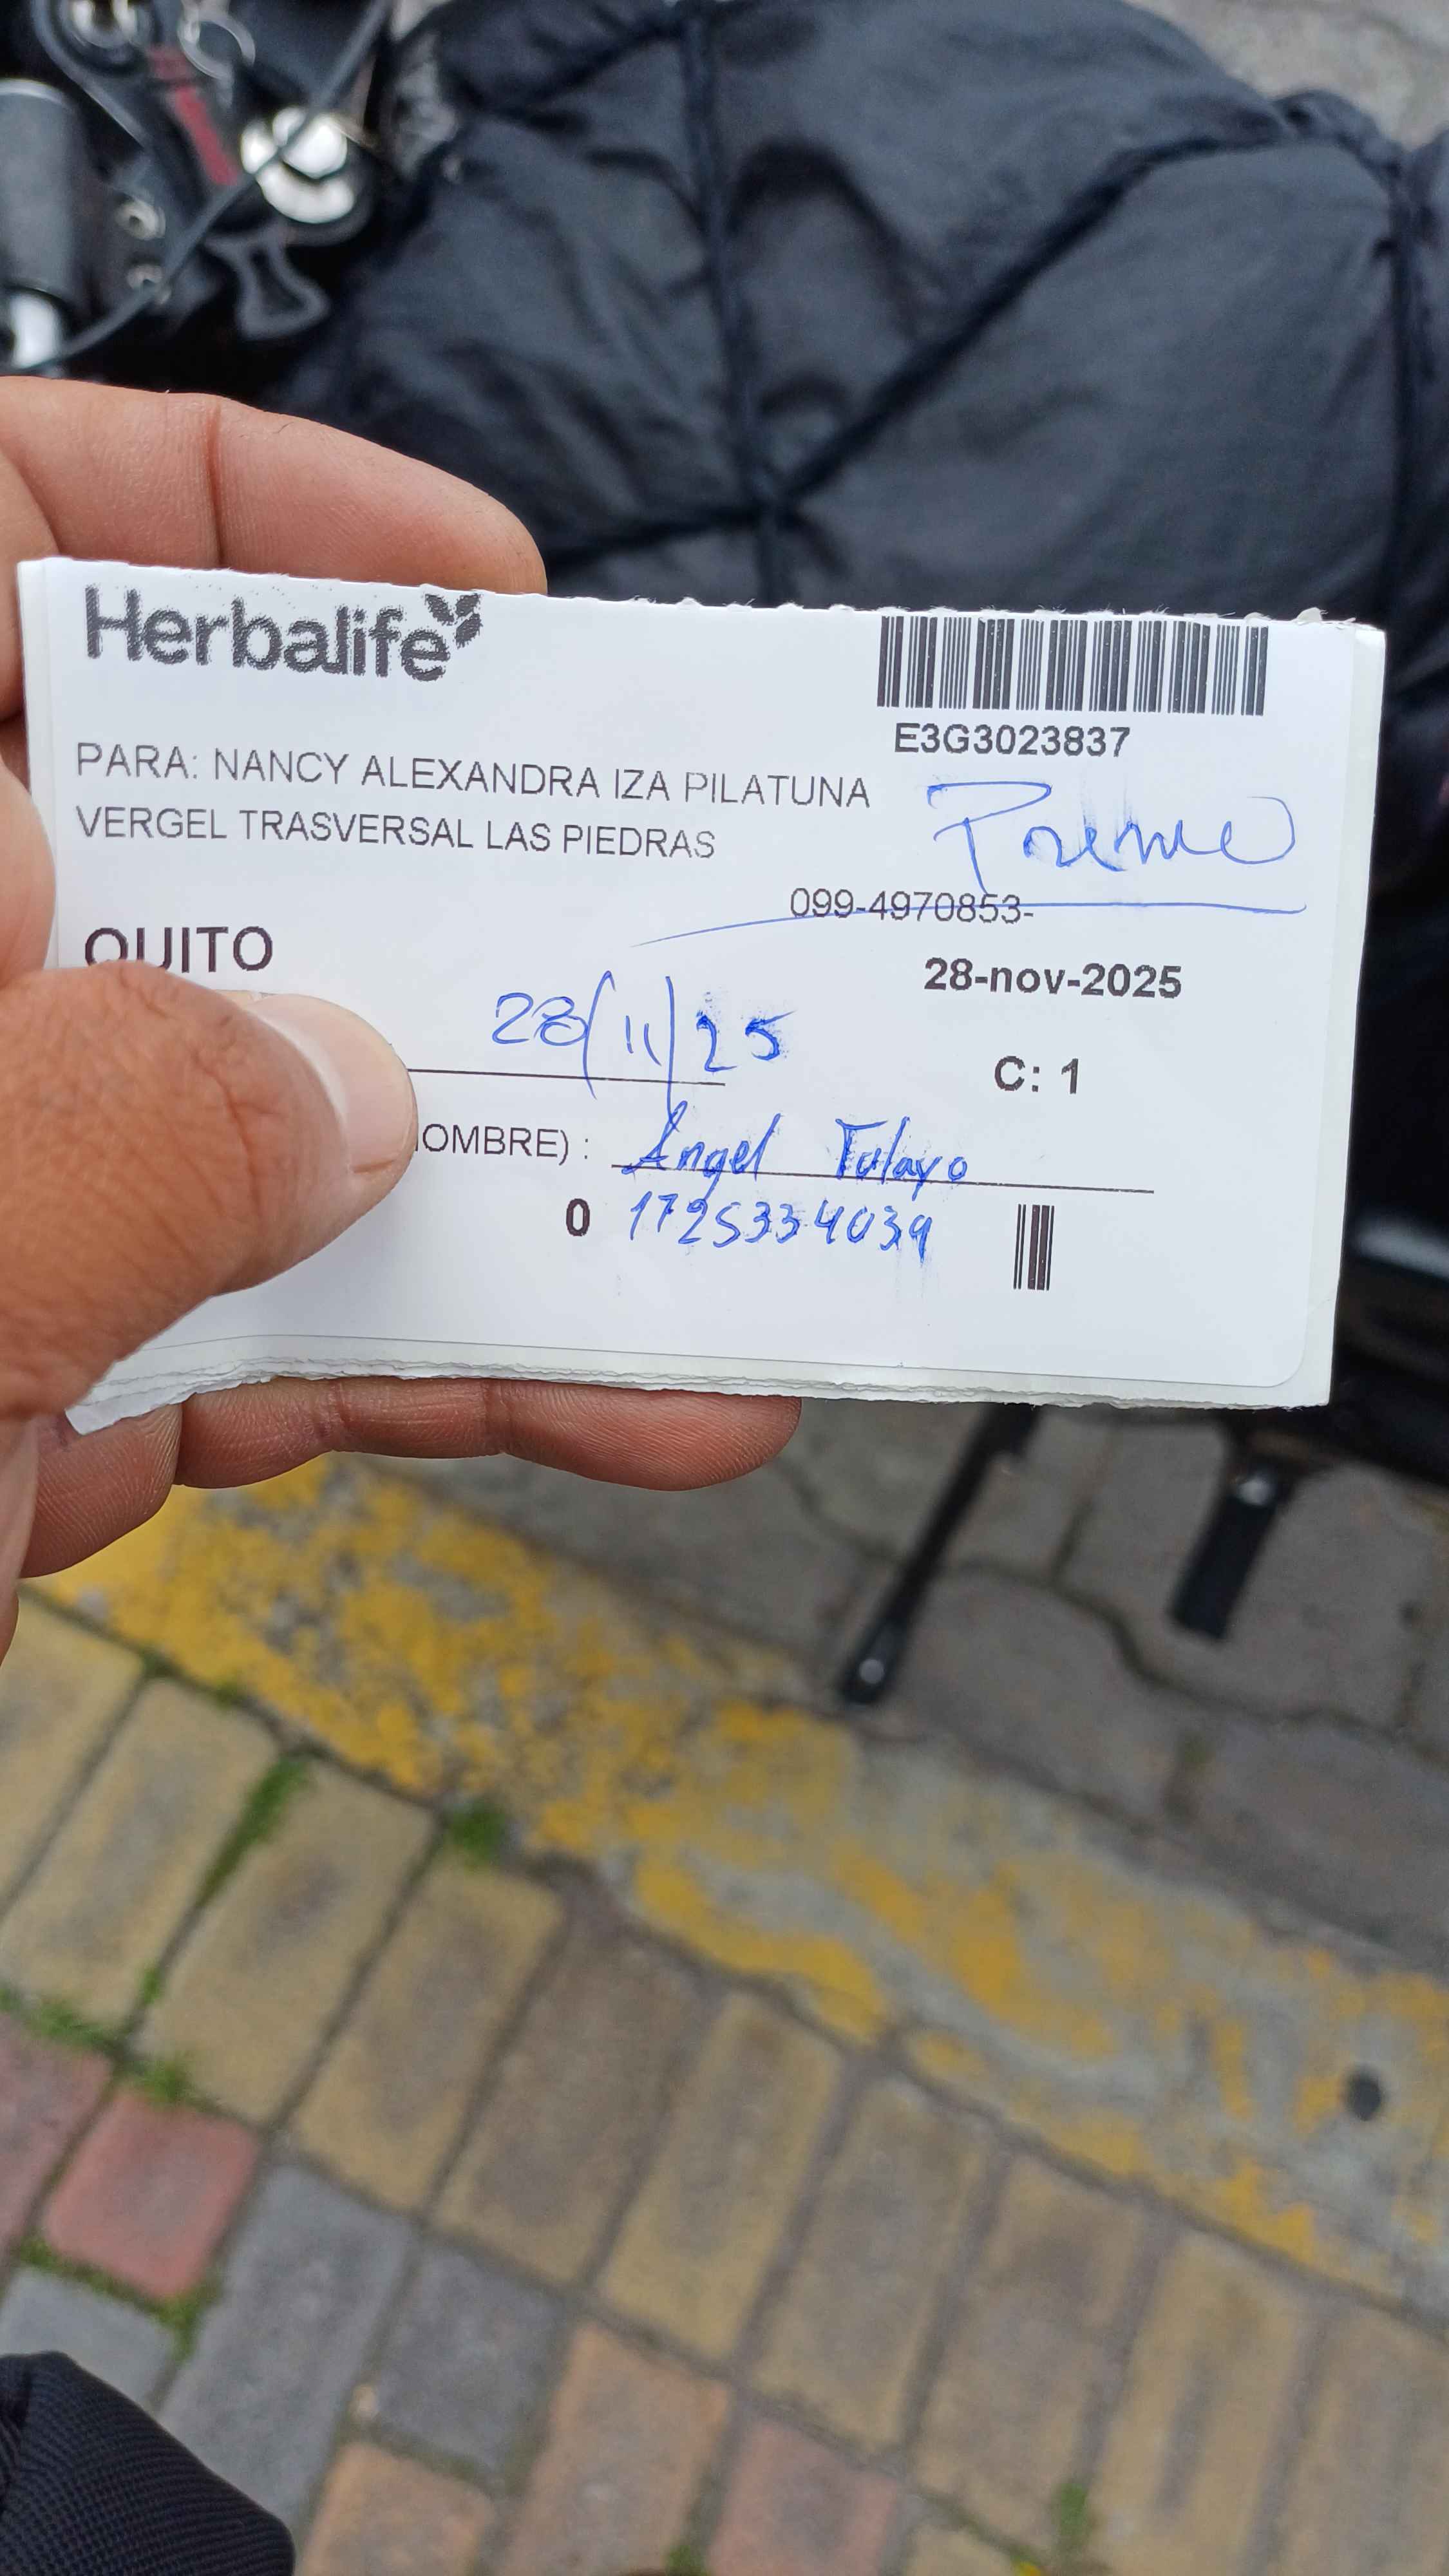 Herbalife
E3G3023837
PARA: NANCY ALEXANDRA IZA PILATUNA
VERGEL TRASVERSAL LAS PIEDRAS
099-4970853-
QUITO
28-nov-2025
28/11/25
C: 1
OMBRE) : Angel Tulayo
0 1725334039